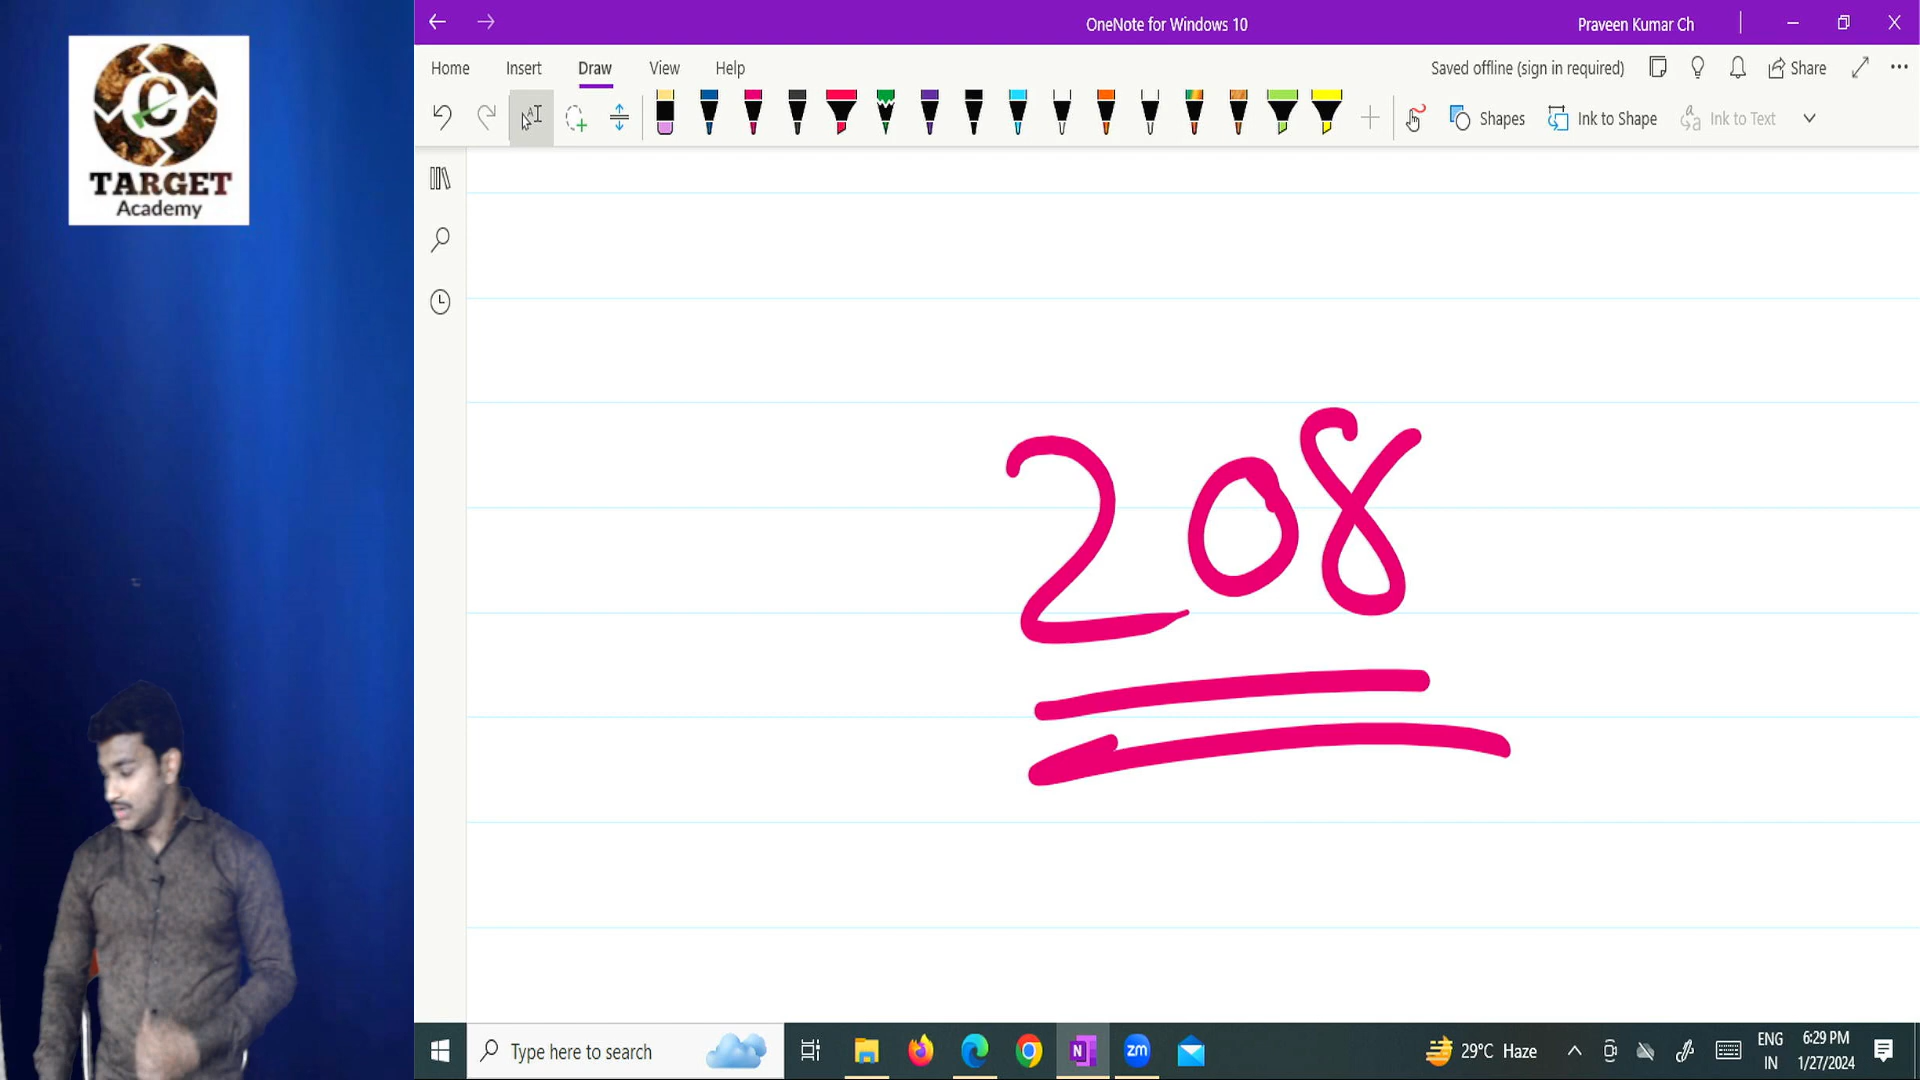 TARGET
Academy
OneNote for Windows 10
Praveen Kumar Ch
Home Insert Draw View Help
Saved offline (sign in required)
Share
Shapes
Ink to Shape
Ink to Text
208
Type here to search
zm
29°C Haze
ENG
IN
6:29 PM
1/27/2024